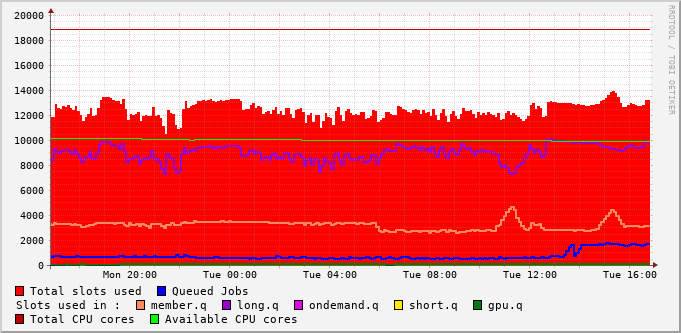 20000
18000
16000
14000
12000
10000
8000
6000
4000
2000
0
Mon 20:00 Tue 00:00 Tue 04:00 Tue 08:00 Tue 12:00 Tue 16:00
Total slots used Queued Jobs
Slots used in : member.q long.q ondemand.q short.q gpu.q
Total CPU cores Available CPU cores
RRDTOOL / TOBI OETIKER